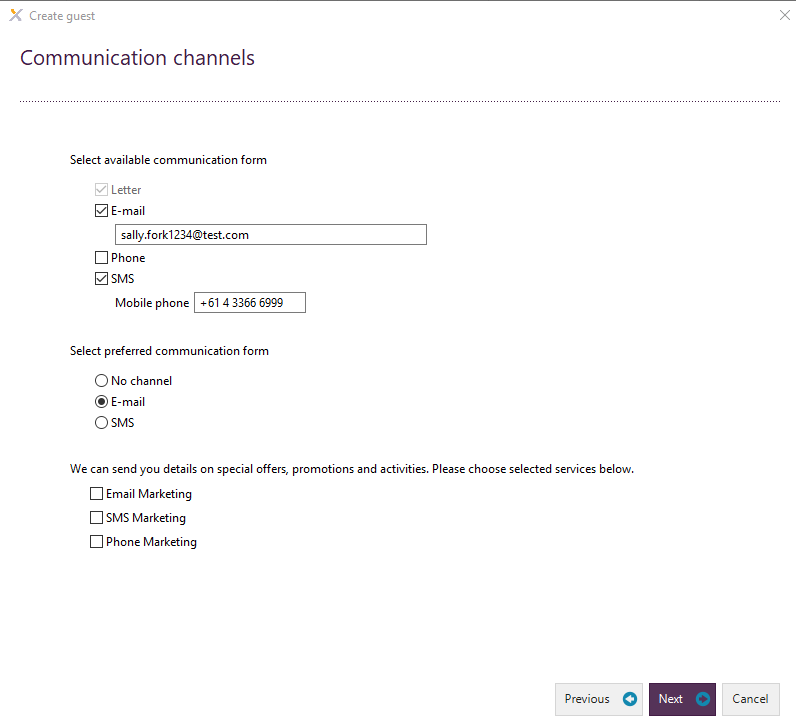 Create guest
Communication channels
Select available communication form
Letter
E-mail
sally.fork1234@test.com
Phone
SMS
Mobile phone +61 4 3366 6999
Select preferred communication form
No channel
E-mail
SMS
We can send you details on special offers, promotions and activities. Please choose selected services below.
Email Marketing
SMS Marketing
Phone Marketing
Previous Next Cancel